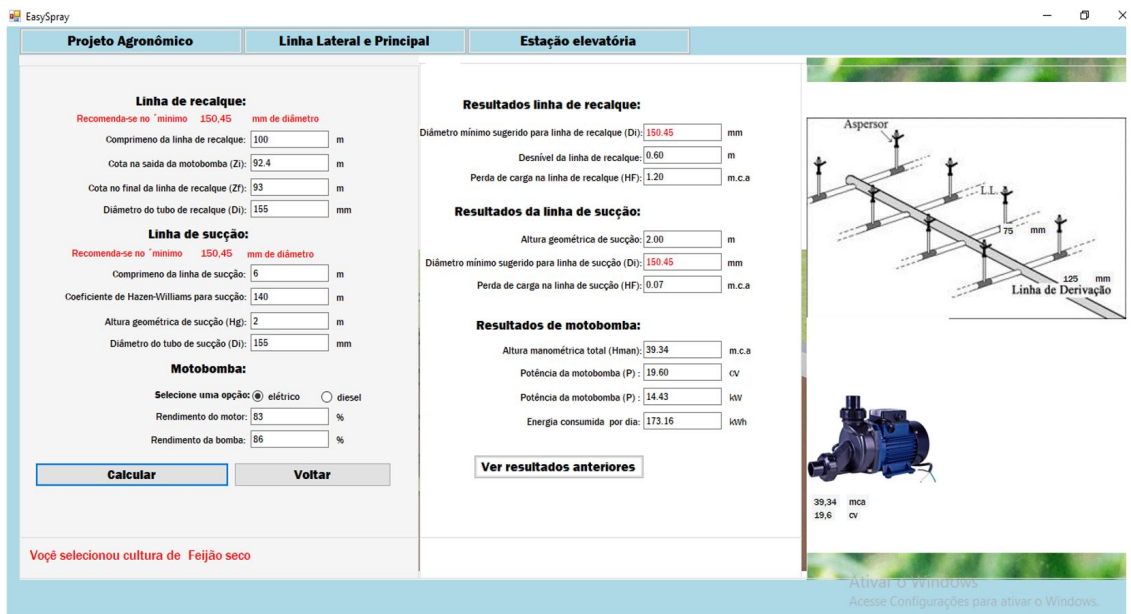 EasySpray
Projeto Agronômico
Linha Lateral e Principal
Estação elevatória
Linha de recalque:
Recomenda-se no ´minimo 150,45 mm de diâmetro
Comprimeno da linha de recalque: 100 m
Cota na saida da motobomba (Zi): 92.4 m
Cota no final da linha de recalque (Zf): 93 m
Diâmetro do tubo de recalque (Di): 155 mm
Linha de sucção:
Recomenda-se no ´minimo 150,45 mm de diâmetro
Comprimeno da linha de sucção: 6 m
Coeficiente de Hazen-Williams para sucção: 140 m
Altura geométrica de sucção (Hg): 2 m
Diâmetro do tubo de sucção (Di): 155 mm
Motobomba:
Selecione uma opção: elétrico diesel
Rendimento do motor: 83 %
Rendimento da bomba: 86 %
Calcular
Voltar
Voçê selecionou cultura de Feijão seco
Resultados linha de recalque:
Diâmetro mínimo sugerido para linha de recalque (Di): 150.45 mm
Desnível da linha de recalque: 0.60 m
Perda de carga na linha de recalque (HF): 1.20 m.c.a
Resultados da linha de sucção:
Altura geométrica de sucção: 2.00 m
Diâmetro mínimo sugerido para linha de sucção (Di): 150.45 mm
Perda de carga na linha de sucção (HF): 0.07 m.c.a
Resultados de motobomba:
Altura manométrica total (Hman): 39.34 m.c.a
Potência da motobomba (P) : 19.60 cv
Potência da motobomba (P) : 14.43 kW
Energia consumida por dia: 173.16 kWh
Ver resultados anteriores
Aspersor
L.L.
75 mm
125 mm
Linha de Derivação
39,34 mca
19,6 cv
Ativar o Windows
Acesse Configurações para ativar o Windows.